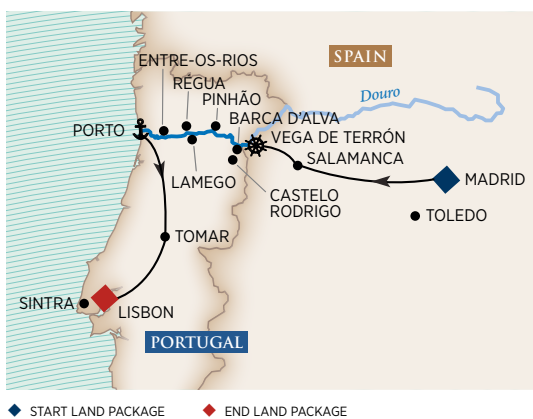 SPAIN
ENTRE-OS-RIOS
RÉGUA
PINHÃO
Douro
BARCA D'ALVA
PORTO
VEGA DE TERRÓN
SALAMANCA
LAMEGO
CASTELO
RODRIGO
MADRID
TOLEDO
TOMAR
SINTRA
LISBON
PORTUGAL
START LAND PACKAGE
END LAND PACKAGE